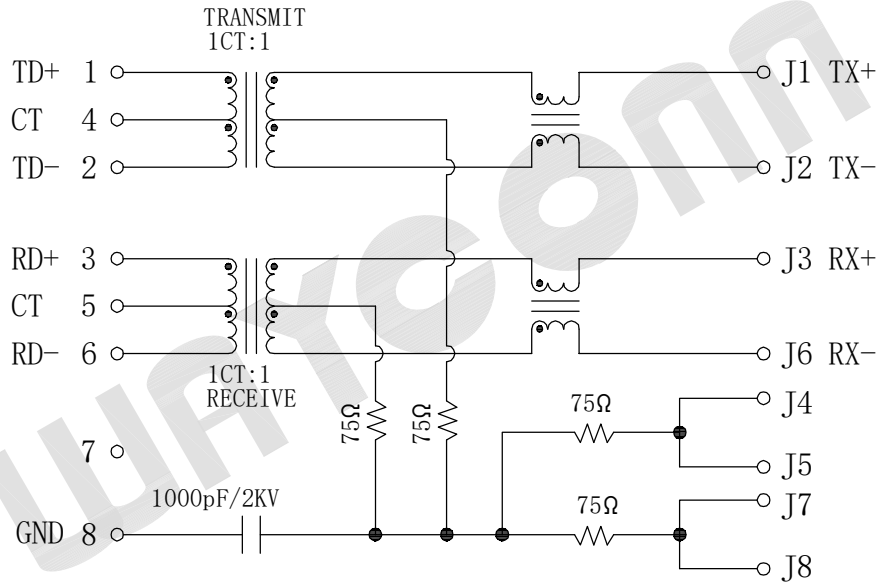 TRANSMIT
1CT:1
TD+ 1
J1 TX+
CT 4
TD- 2
J2 TX-
RD+ 3
J3 RX+
CT 5
RD- 6
J6 RX-
1CT:1
RECEIVE
75Ω
75Ω
75Ω
J4
7
J5
1000pF/2KV
75Ω
J7
GND 8
J8
WAYCONN